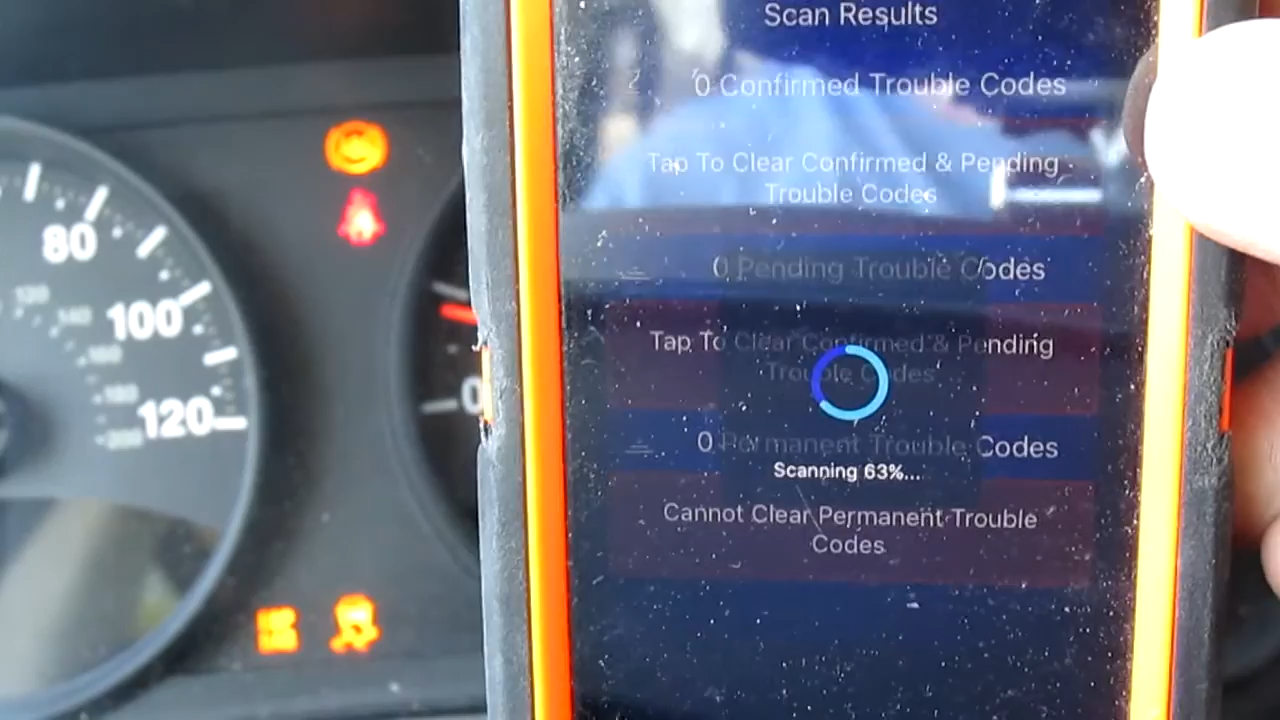 Scan Results
0 Confirmed Trouble Codes
Tap To Clear Confirmed & Pending
Trouble Codes
0 Pending Trouble Codes
Tap To Clear Confirmed & Pending
Trouble Codes
0 Permanent Trouble Codes
Scanning 63%...
Cannot Clear Permanent Trouble
Codes
80
100
120
0